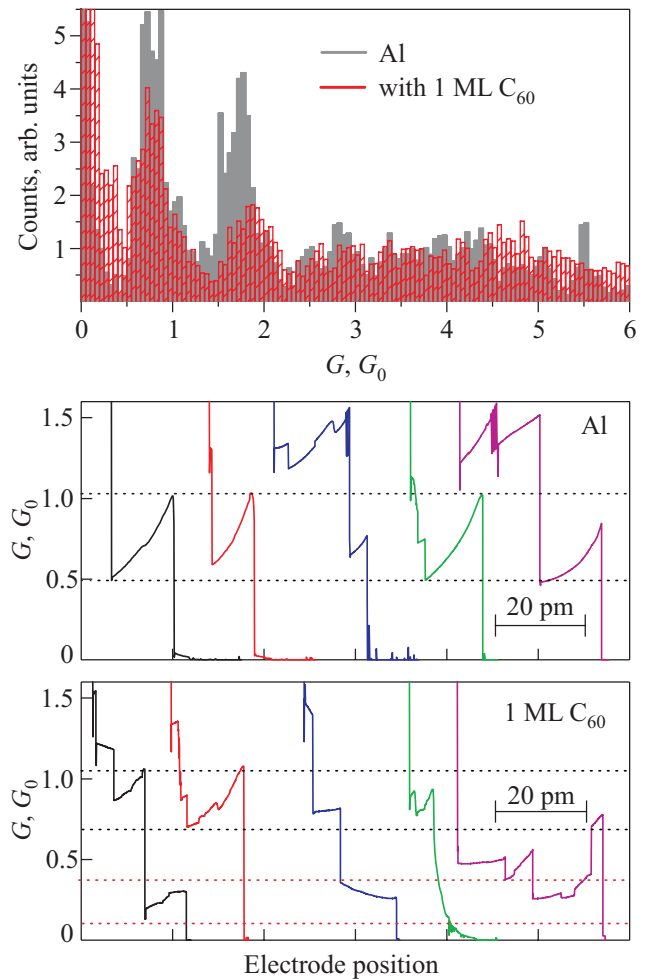 5
4
3
2
1
Counts, arb. units
Al
with 1 ML C₆₀
0 1 2 3 4 5 6
G, G₀
1.5
1.0
0.5
0
G, G₀
Al
20 pm
1.5
1.0
0.5
0
G, G₀
1 ML C₆₀
20 pm
Electrode position